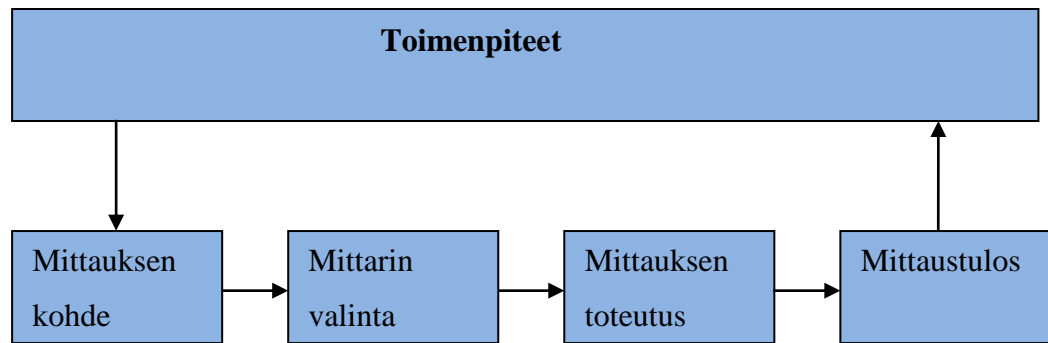 Toimenpiteet
Mittauksen
kohde
Mittarin
valinta
Mittauksen
toteutus
Mittaustulos